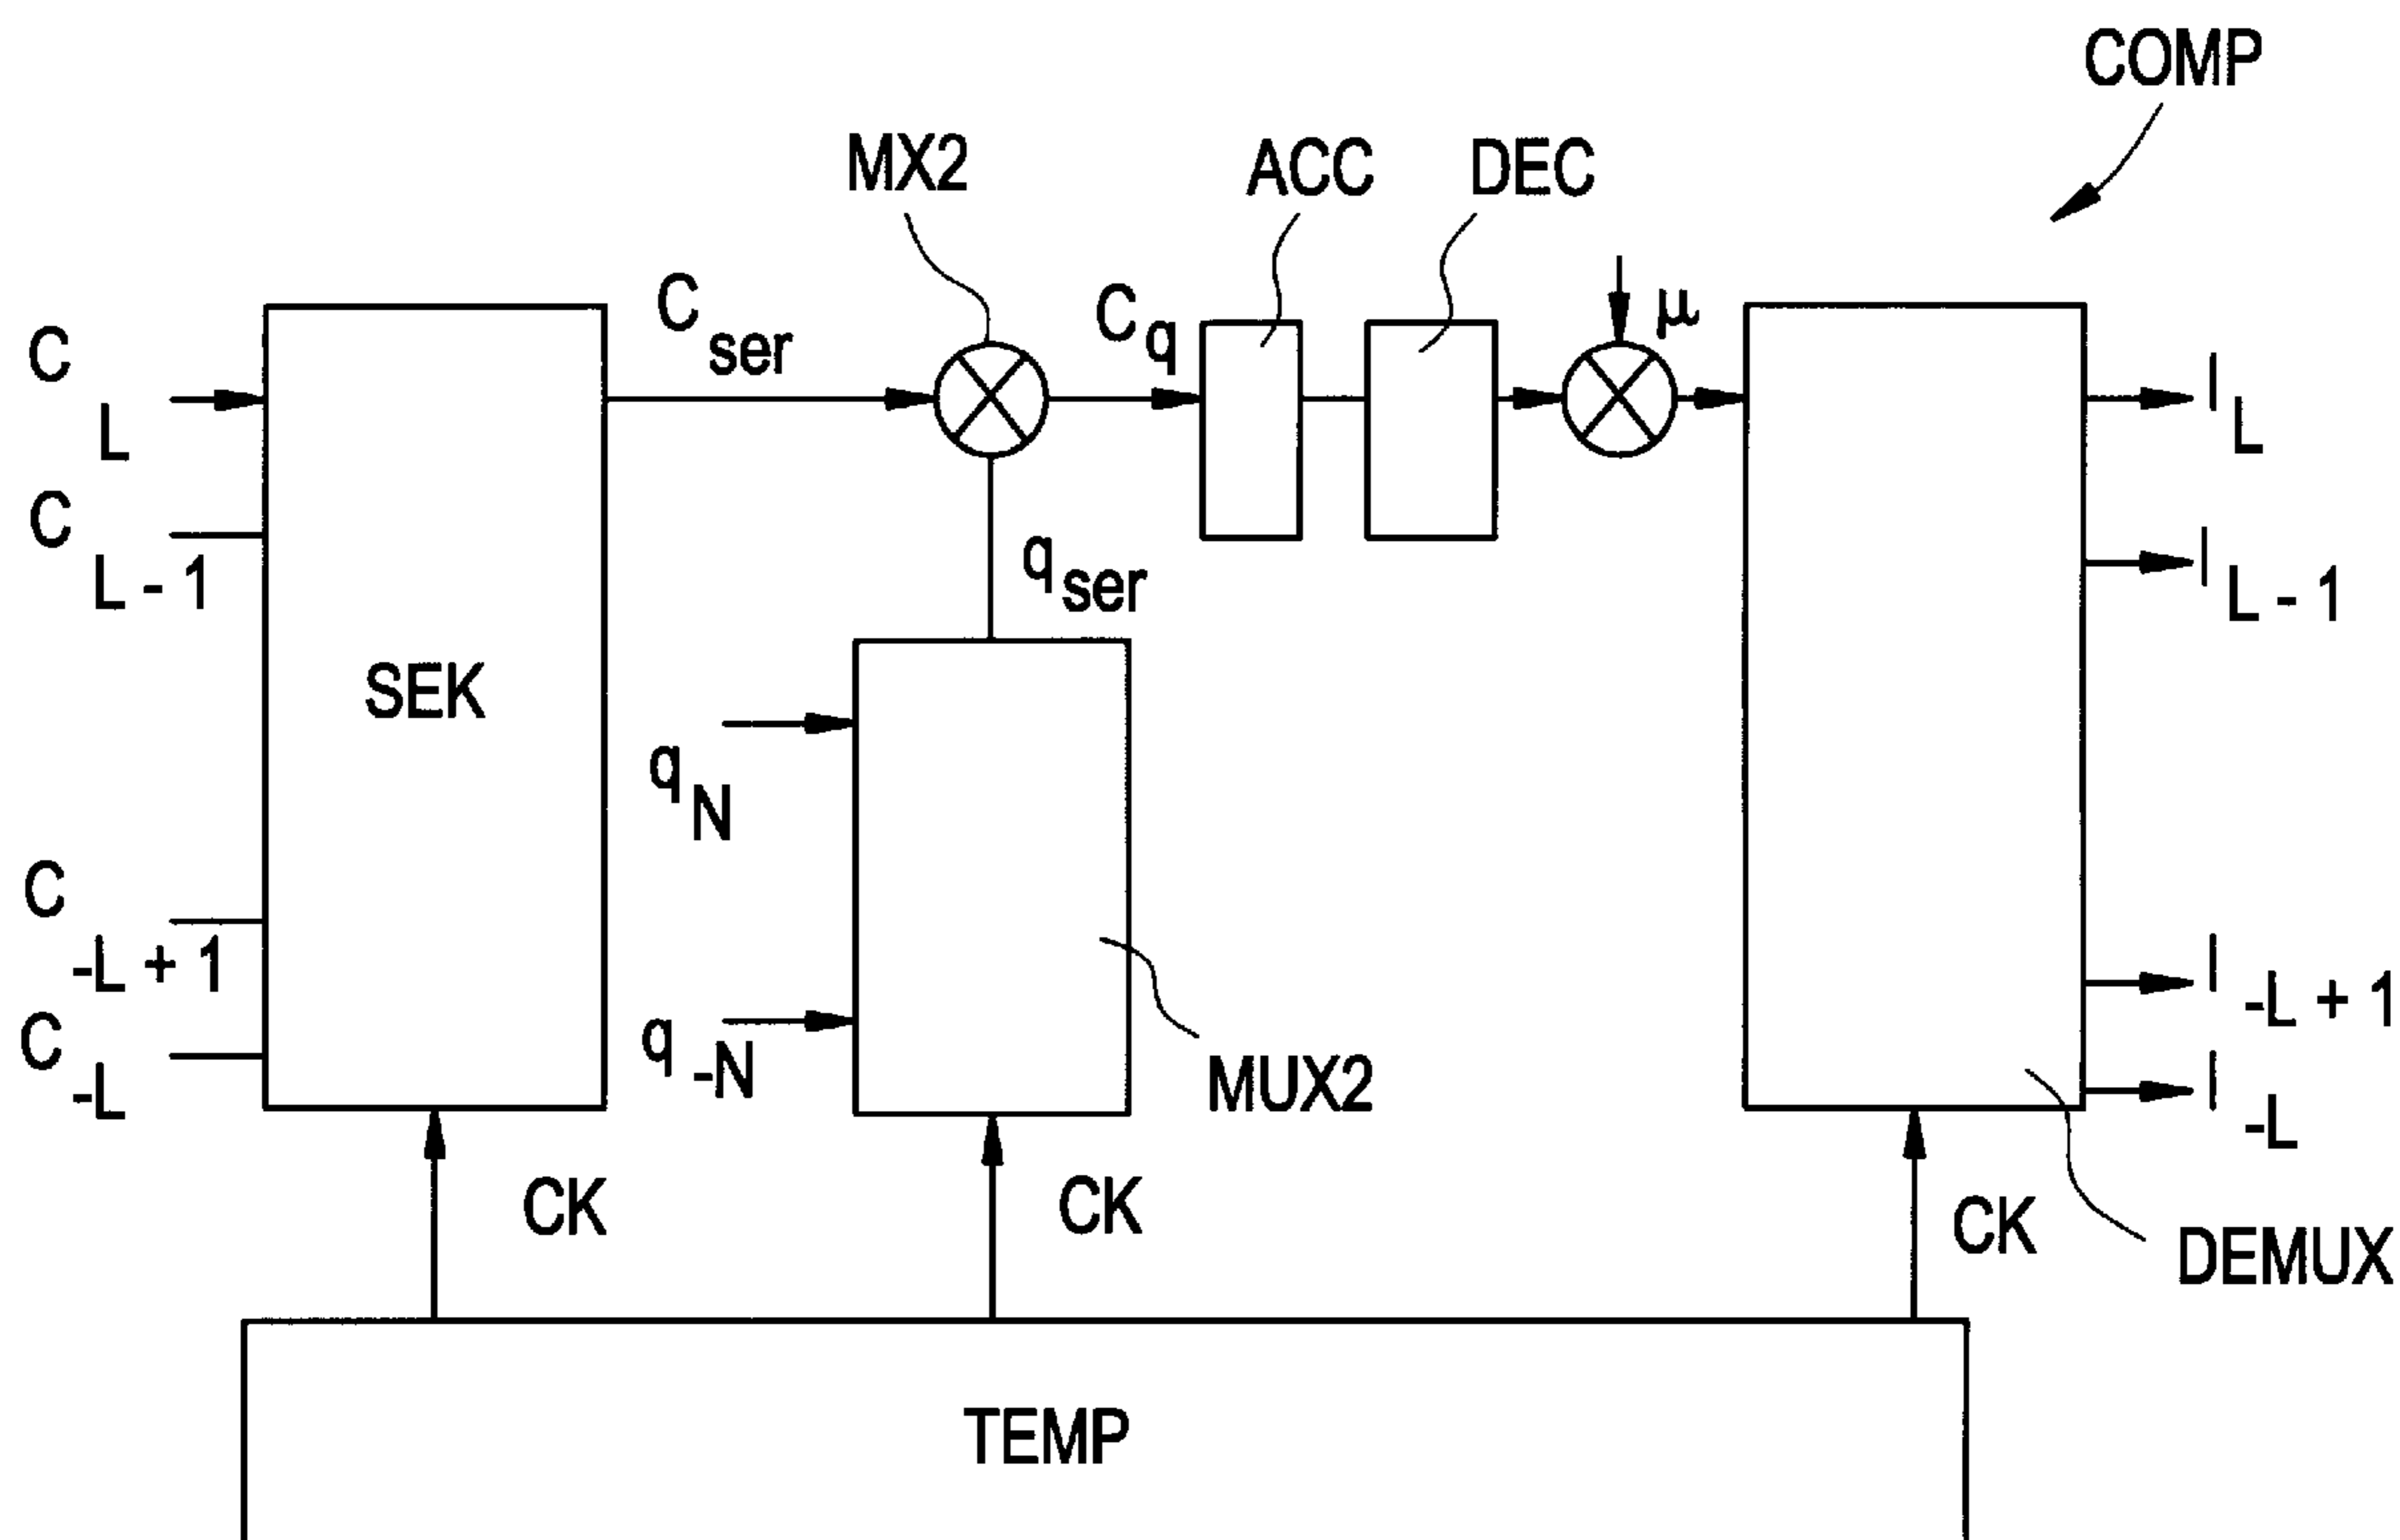 COMP
MX2
ACC
DEC
C ser
C q
μ
C L
I L
C L - 1
q ser
I L - 1
SEK
q N
C -L + 1
I -L + 1
C -L
q -N
MUX2
I -L
CK
CK
CK
DEMUX
TEMP